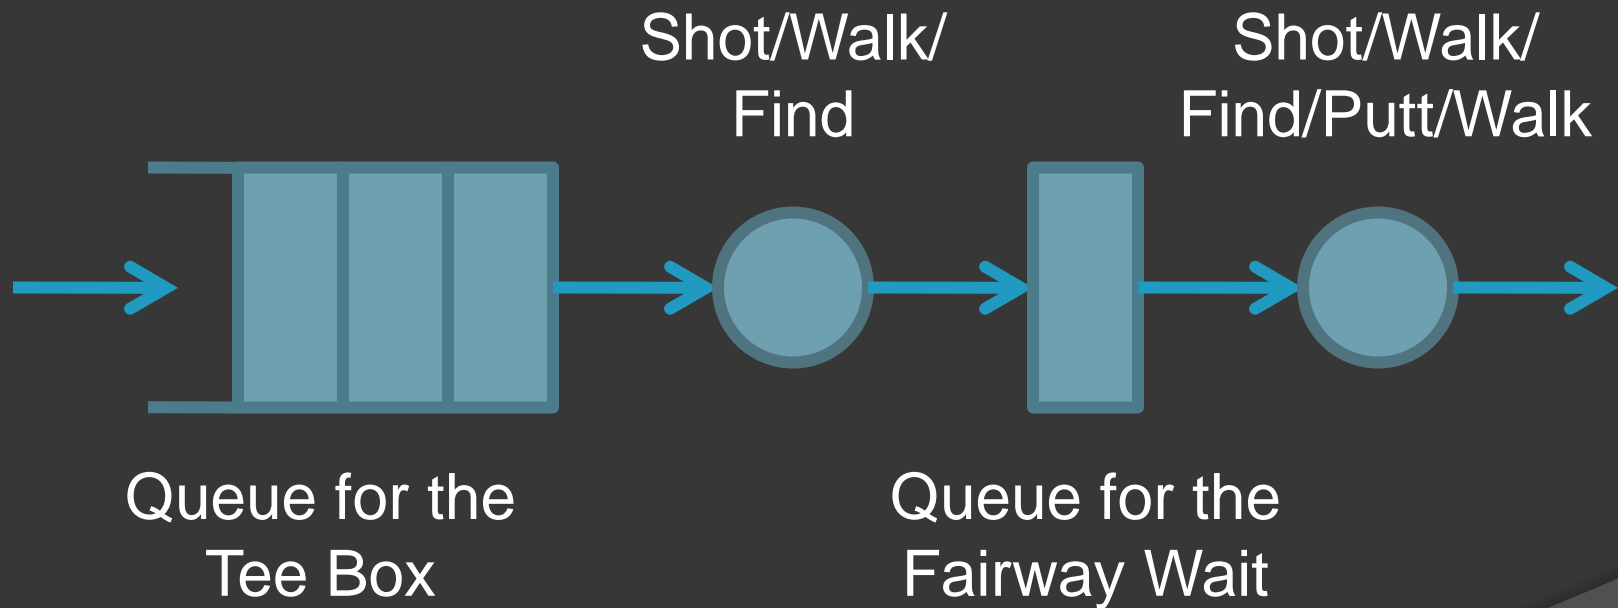 Shot/Walk/
Find
Shot/Walk/
Find/Putt/Walk
Queue for the
Tee Box
Queue for the
Fairway Wait